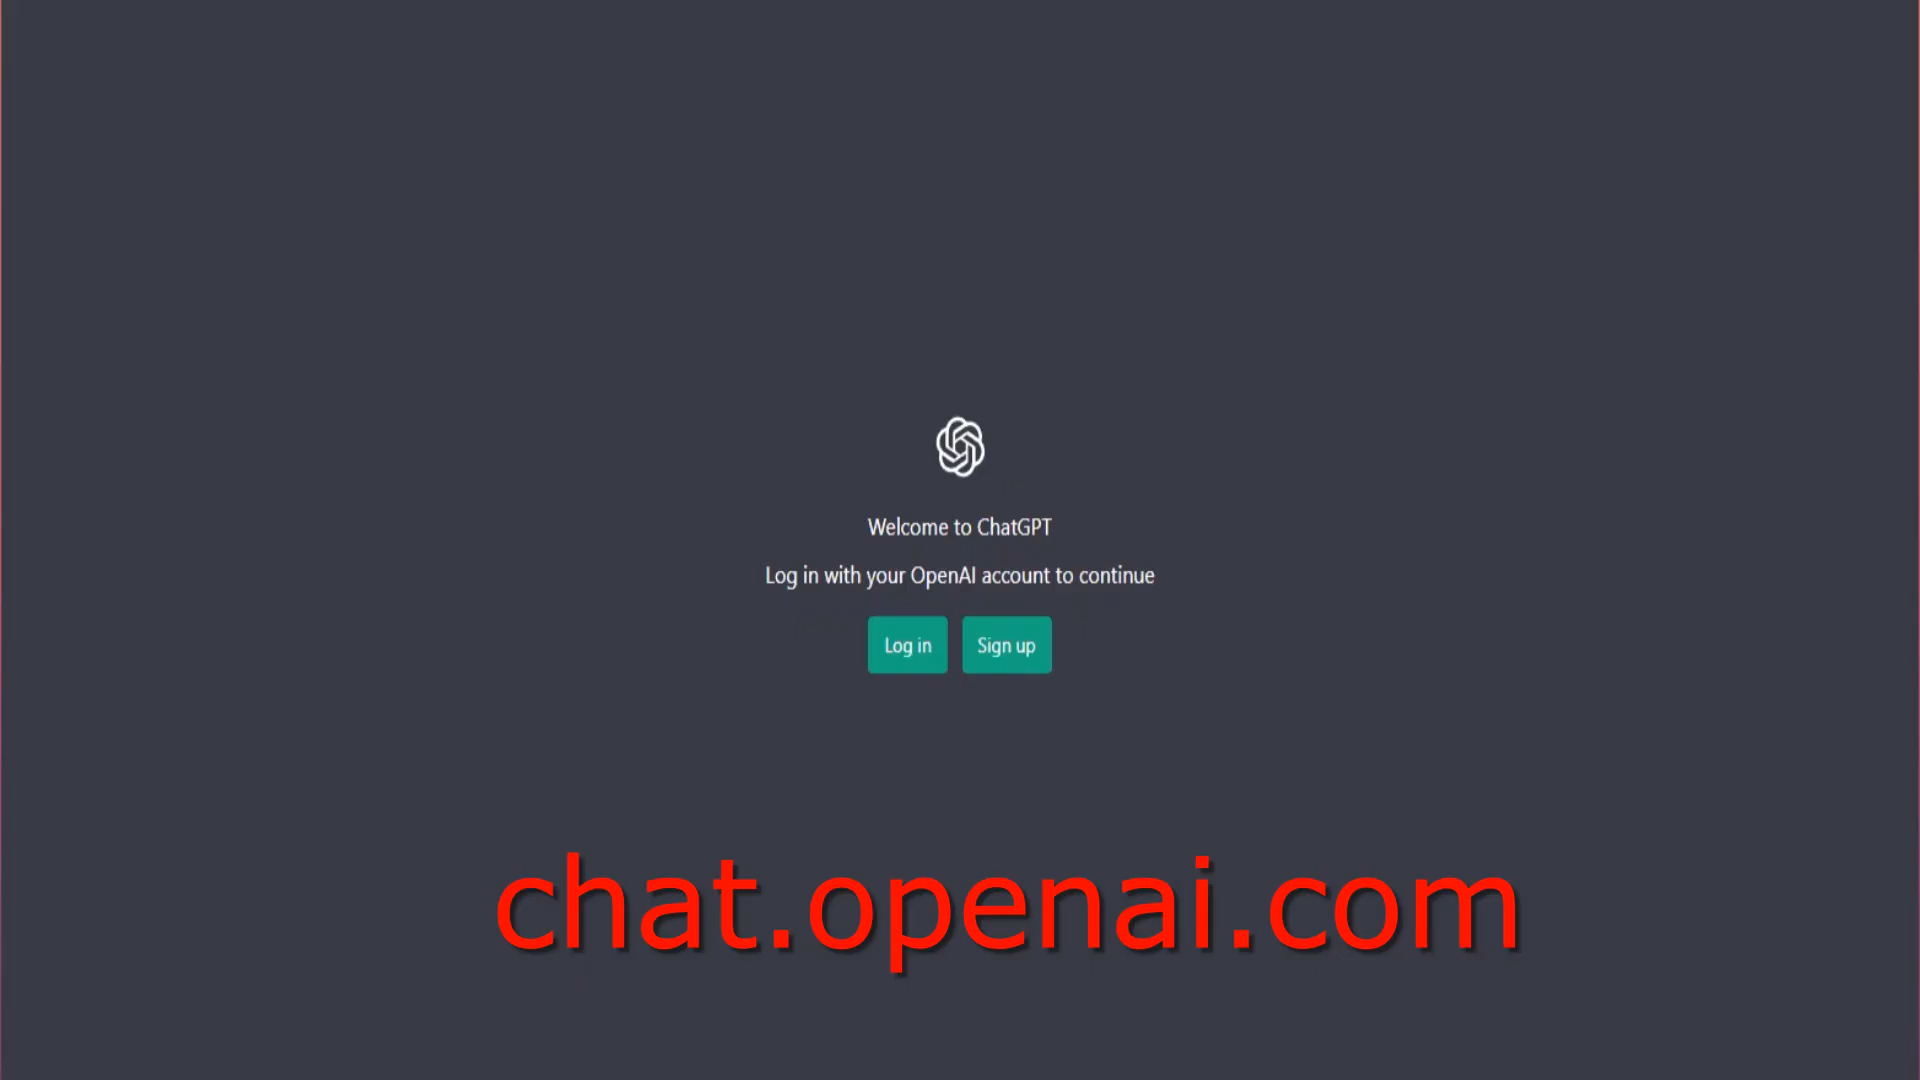 Welcome to ChatGPT
Log in with your OpenAI account to continue
Log in Sign up
chat.openai.com